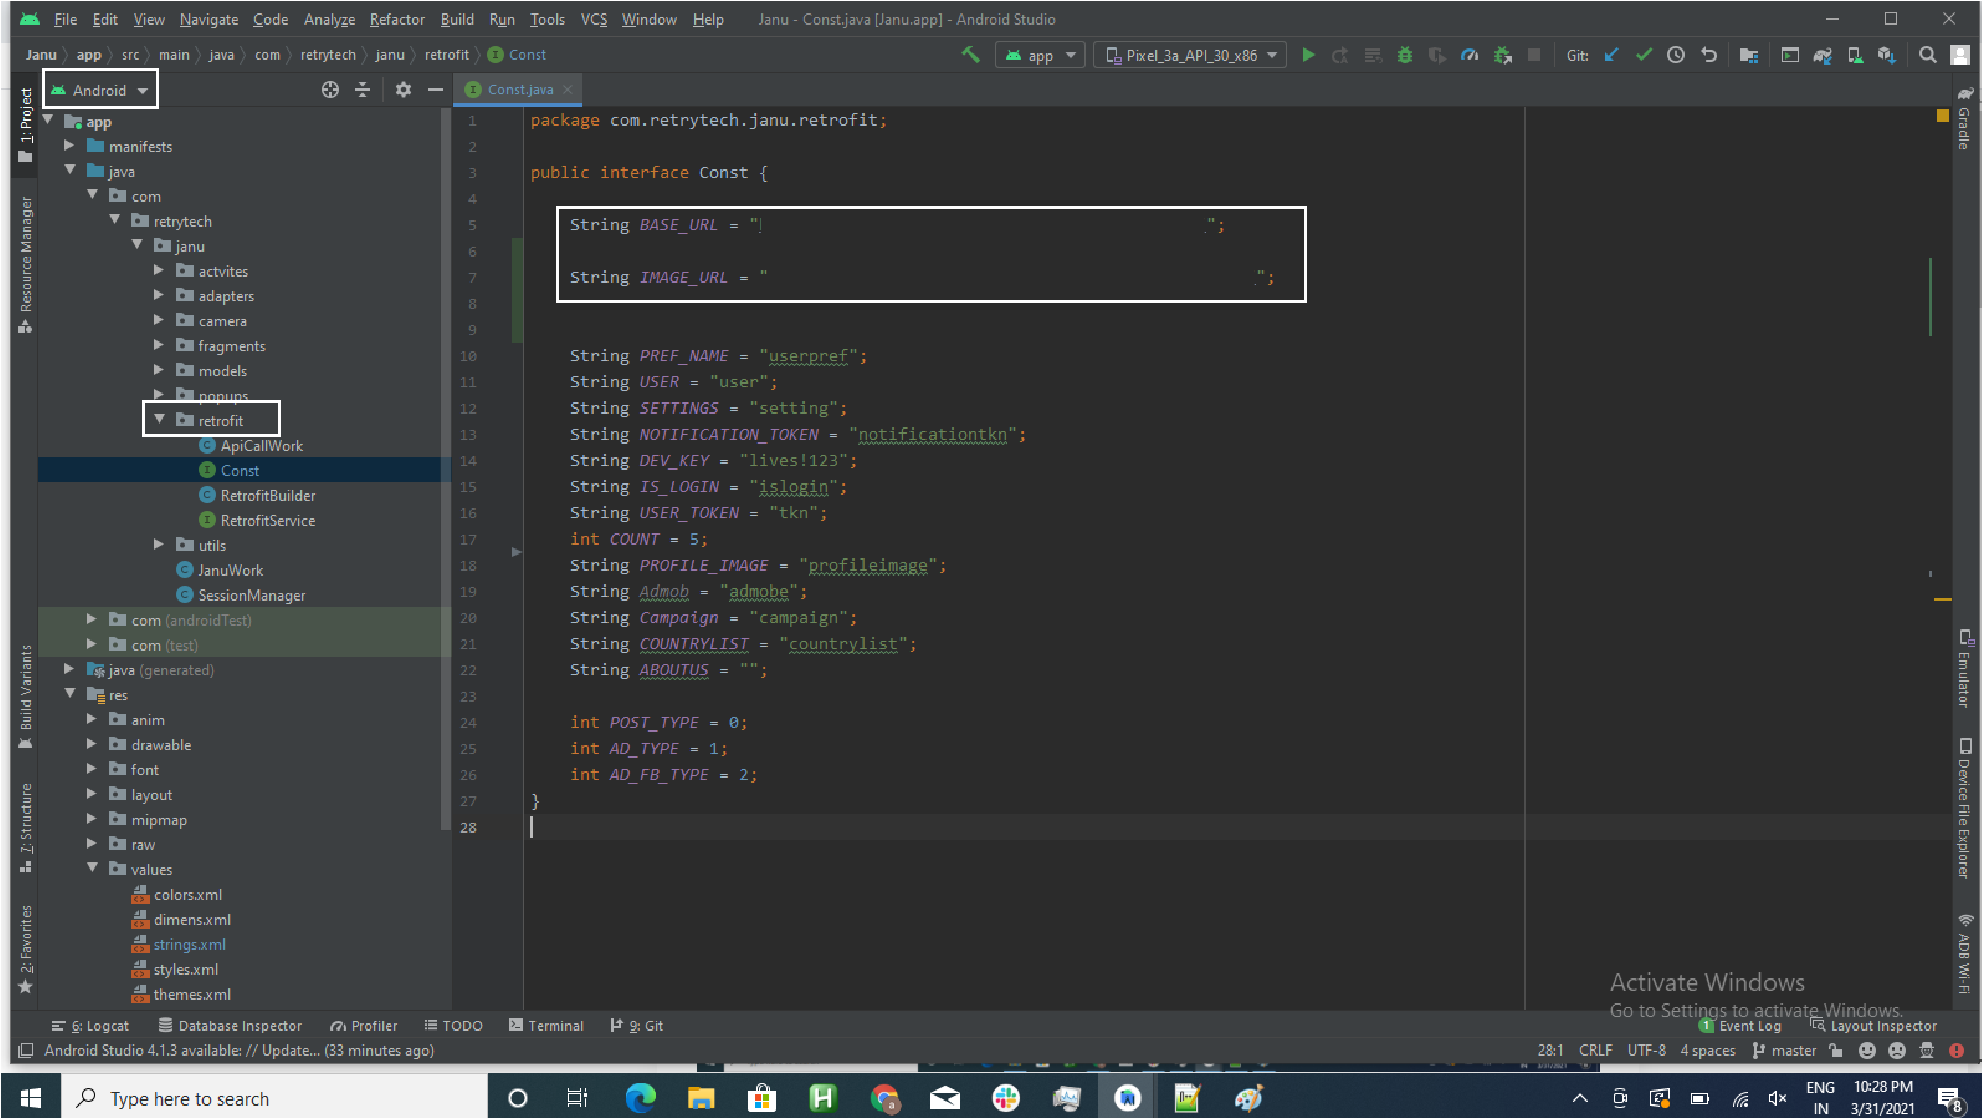 File Edit View Navigate Code Analyze Refactor Build Run Tools VCS Window Help Janu - Const.java [Janu.app] - Android Studio
Janu app src main java com retrytech janu retrofit Const app Pixel_3a_API_30_x86 Git:
Android
Const.java
1: Project
Resource Manager
Build Variants
7: Structure
2: Favorites
app
manifests
java
com
retrytech
janu
actvites
adapters
camera
fragments
models
popups
retrofit
ApiCallWork
Const
RetrofitBuilder
RetrofitService
utils
JanuWork
SessionManager
com (androidTest)
com (test)
java (generated)
res
anim
drawable
font
layout
mipmap
raw
values
colors.xml
dimens.xml
strings.xml
styles.xml
themes.xml
1 package com.retrytech.janu.retrofit;
2
3 public interface Const {
4
5 String BASE_URL = " ";
6
7 String IMAGE_URL = " ";
8
9
10 String PREF_NAME = "userpref";
11 String USER = "user";
12 String SETTINGS = "setting";
13 String NOTIFICATION_TOKEN = "notificationtkn";
14 String DEV_KEY = "lives!123";
15 String IS_LOGIN = "islogin";
16 String USER_TOKEN = "tkn";
17 int COUNT = 5;
18 String PROFILE_IMAGE = "profileimage";
19 String Admob = "admobe";
20 String Campaign = "campaign";
21 String COUNTRYLIST = "countrylist";
22 String ABOUTUS = "";
23
24 int POST_TYPE = 0;
25 int AD_TYPE = 1;
26 int AD_FB_TYPE = 2;
27 }
28
Gradle
Emulator
Device File Explorer
ADB Wi-Fi
Activate Windows
Go to Settings to activate Windows.
6: Logcat Database Inspector Profiler TODO Terminal 9: Git 1 Event Log Layout Inspector
Android Studio 4.1.3 available: // Update... (33 minutes ago) 28:1 CRLF UTF-8 4 spaces master
Type here to search
ENG
IN
10:28 PM
3/31/2021
8